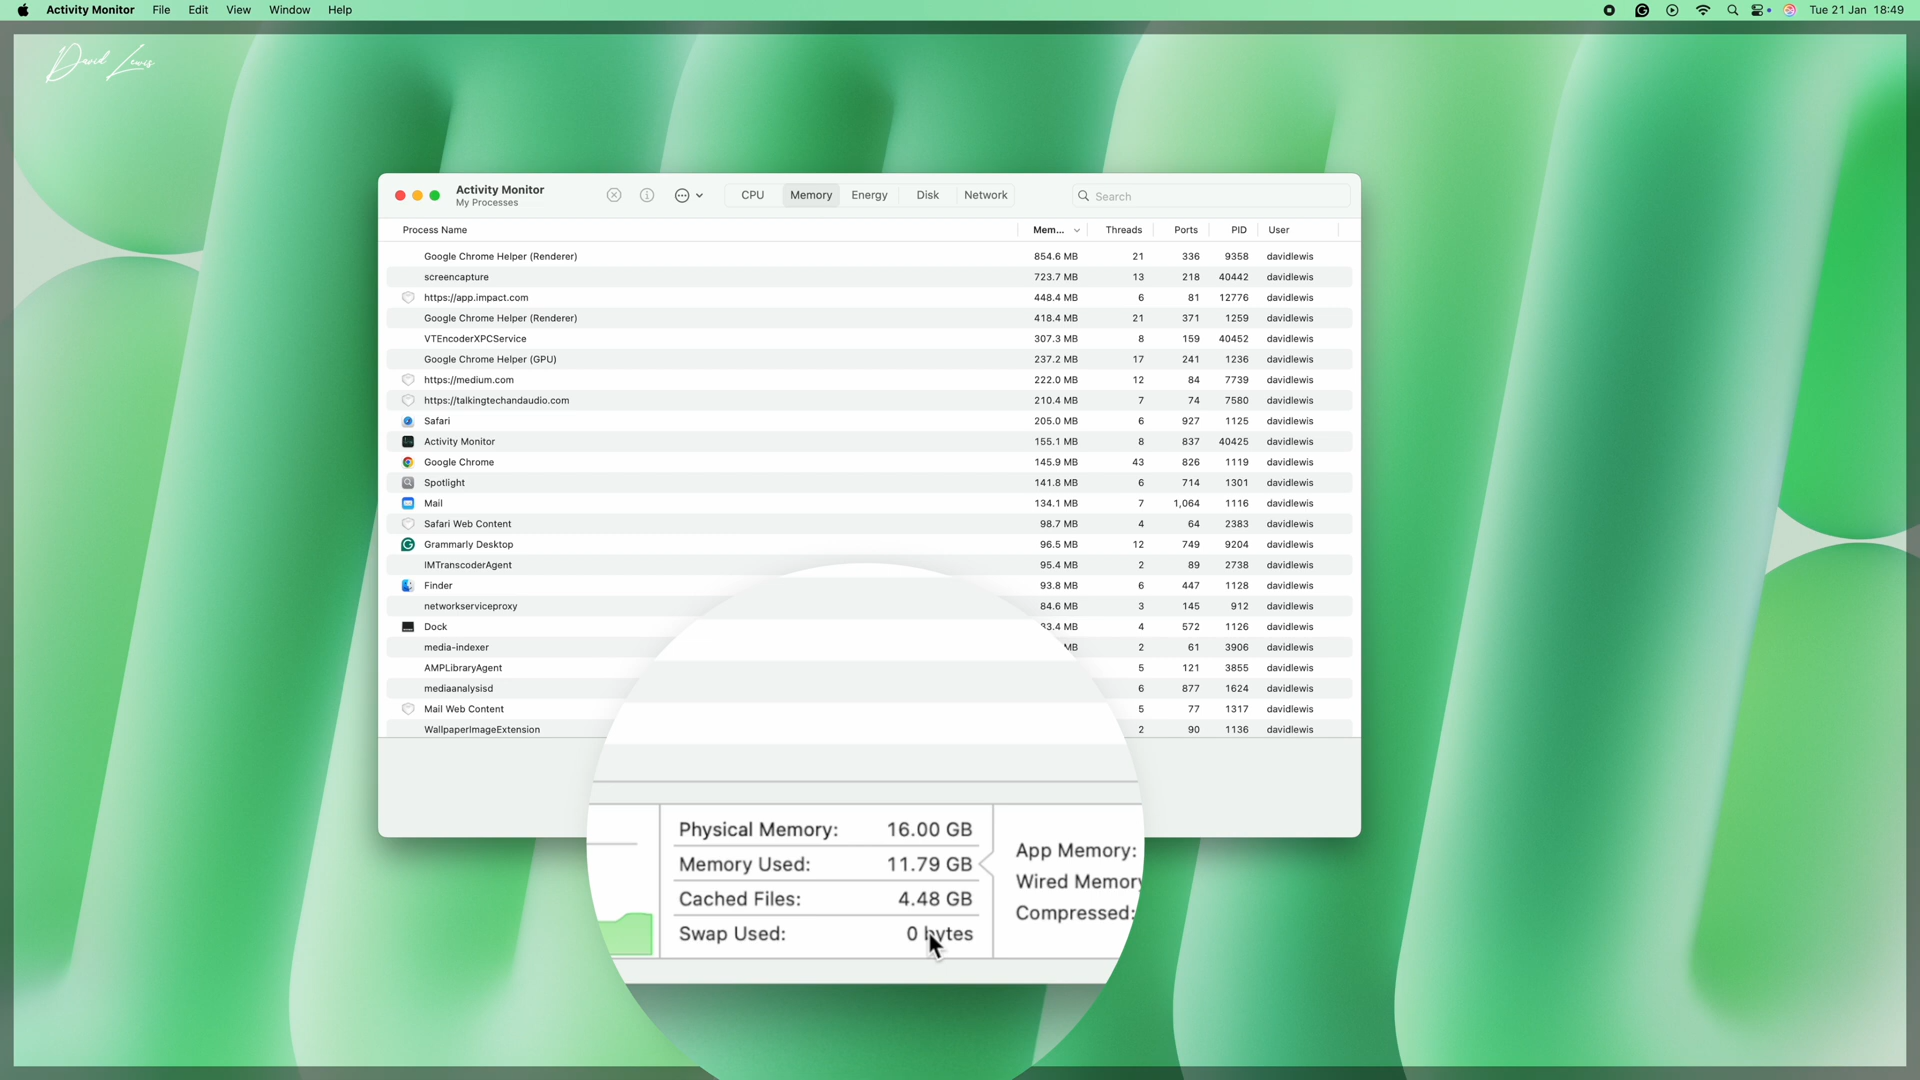 Activity Monitor File Edit View Window Help Tue 21 Jan 18:49
David Lewis
Activity Monitor
My Processes
CPU Memory Energy Disk Network Search
Process Name Mem... Threads Ports PID User
Google Chrome Helper (Renderer) 854.6 MB 21 336 9358 davidlewis
screencapture 723.7 MB 13 218 40442 davidlewis
https://app.impact.com 448.4 MB 6 81 12776 davidlewis
Google Chrome Helper (Renderer) 418.4 MB 21 371 1259 davidlewis
VTEncoderXPCService 307.3 MB 8 159 40452 davidlewis
Google Chrome Helper (GPU) 237.2 MB 17 241 1236 davidlewis
https://medium.com 222.0 MB 12 84 7739 davidlewis
https://talkingtechandaudio.com 210.4 MB 7 74 7580 davidlewis
Safari 205.0 MB 6 927 1125 davidlewis
Activity Monitor 155.1 MB 8 837 40425 davidlewis
Google Chrome 145.9 MB 43 826 1119 davidlewis
Spotlight 141.8 MB 6 714 1301 davidlewis
Mail 134.1 MB 7 1,064 1116 davidlewis
Safari Web Content 98.7 MB 4 64 2383 davidlewis
Grammarly Desktop 96.5 MB 12 749 9204 davidlewis
IMTranscoderAgent 95.4 MB 2 89 2738 davidlewis
Finder 93.8 MB 6 447 1128 davidlewis
networkserviceproxy 84.6 MB 3 145 912 davidlewis
Dock 83.4 MB 4 572 1126 davidlewis
media-indexer MB 2 61 3906 davidlewis
AMPLibraryAgent 5 121 3855 davidlewis
mediaanalysisd 6 877 1624 davidlewis
Mail Web Content 5 77 1317 davidlewis
WallpaperImageExtension 2 90 1136 davidlewis
Physical Memory: 16.00 GB
Memory Used: 11.79 GB
Cached Files: 4.48 GB
Swap Used: 0 bytes
App Memory:
Wired Memory
Compressed: